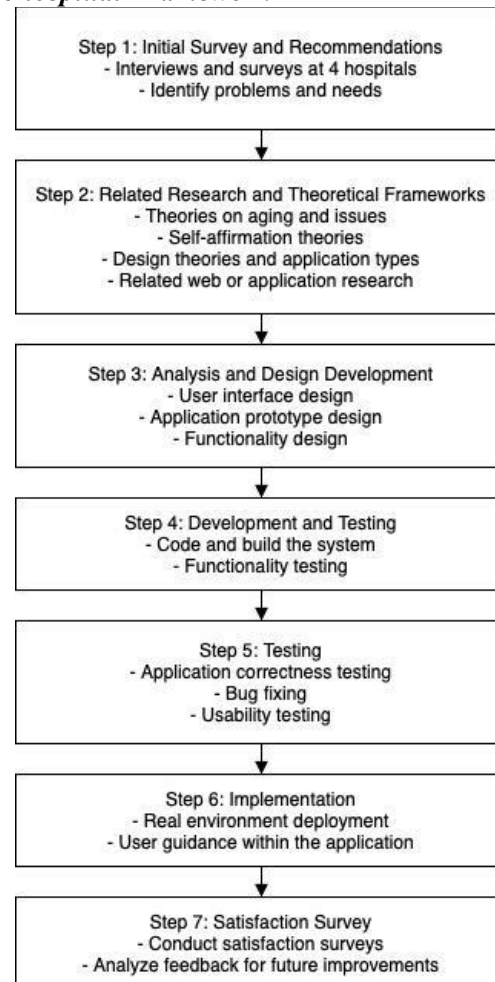 Step 1: Initial Survey and Recommendations
- Interviews and surveys at 4 hospitals
- Identify problems and needs
Step 2: Related Research and Theoretical Frameworks
- Theories on aging and issues
- Self-affirmation theories
- Design theories and application types
- Related web or application research
Step 3: Analysis and Design Development
- User interface design
- Application prototype design
- Functionality design
Step 4: Development and Testing
- Code and build the system
- Functionality testing
Step 5: Testing
- Application correctness testing
- Bug fixing
- Usability testing
Step 6: Implementation
- Real environment deployment
- User guidance within the application
Step 7: Satisfaction Survey
- Conduct satisfaction surveys
- Analyze feedback for future improvements